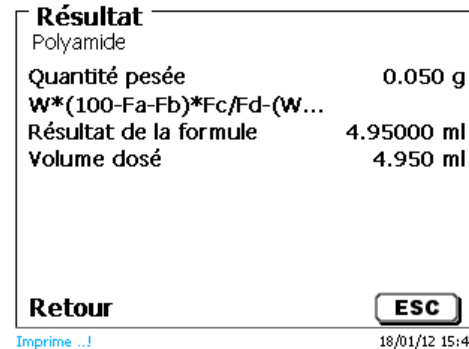 Résultat
Polyamide
Quantité pesée 0.050 g
W*(100-Fa-Fb)*Fc/Fd-(W...
Résultat de la formule 4.95000 ml
Volume dosé 4.950 ml
Retour ESC
Imprime ..! 18/01/12 15:4